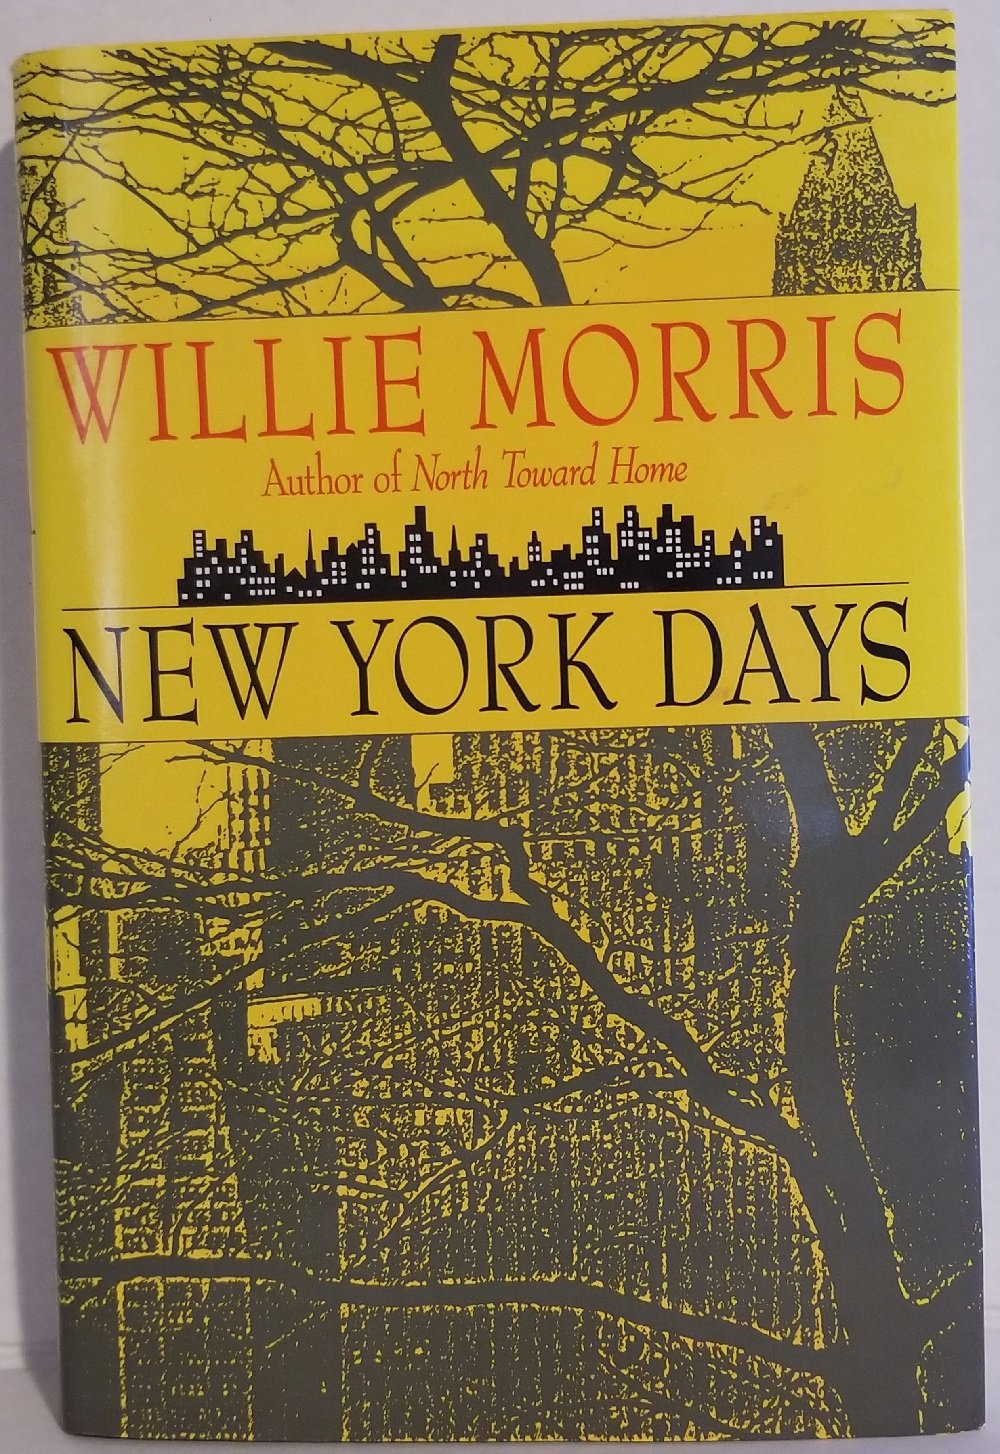 WILLIE MORRIS
Author of North Toward Home
NEW YORK DAYS